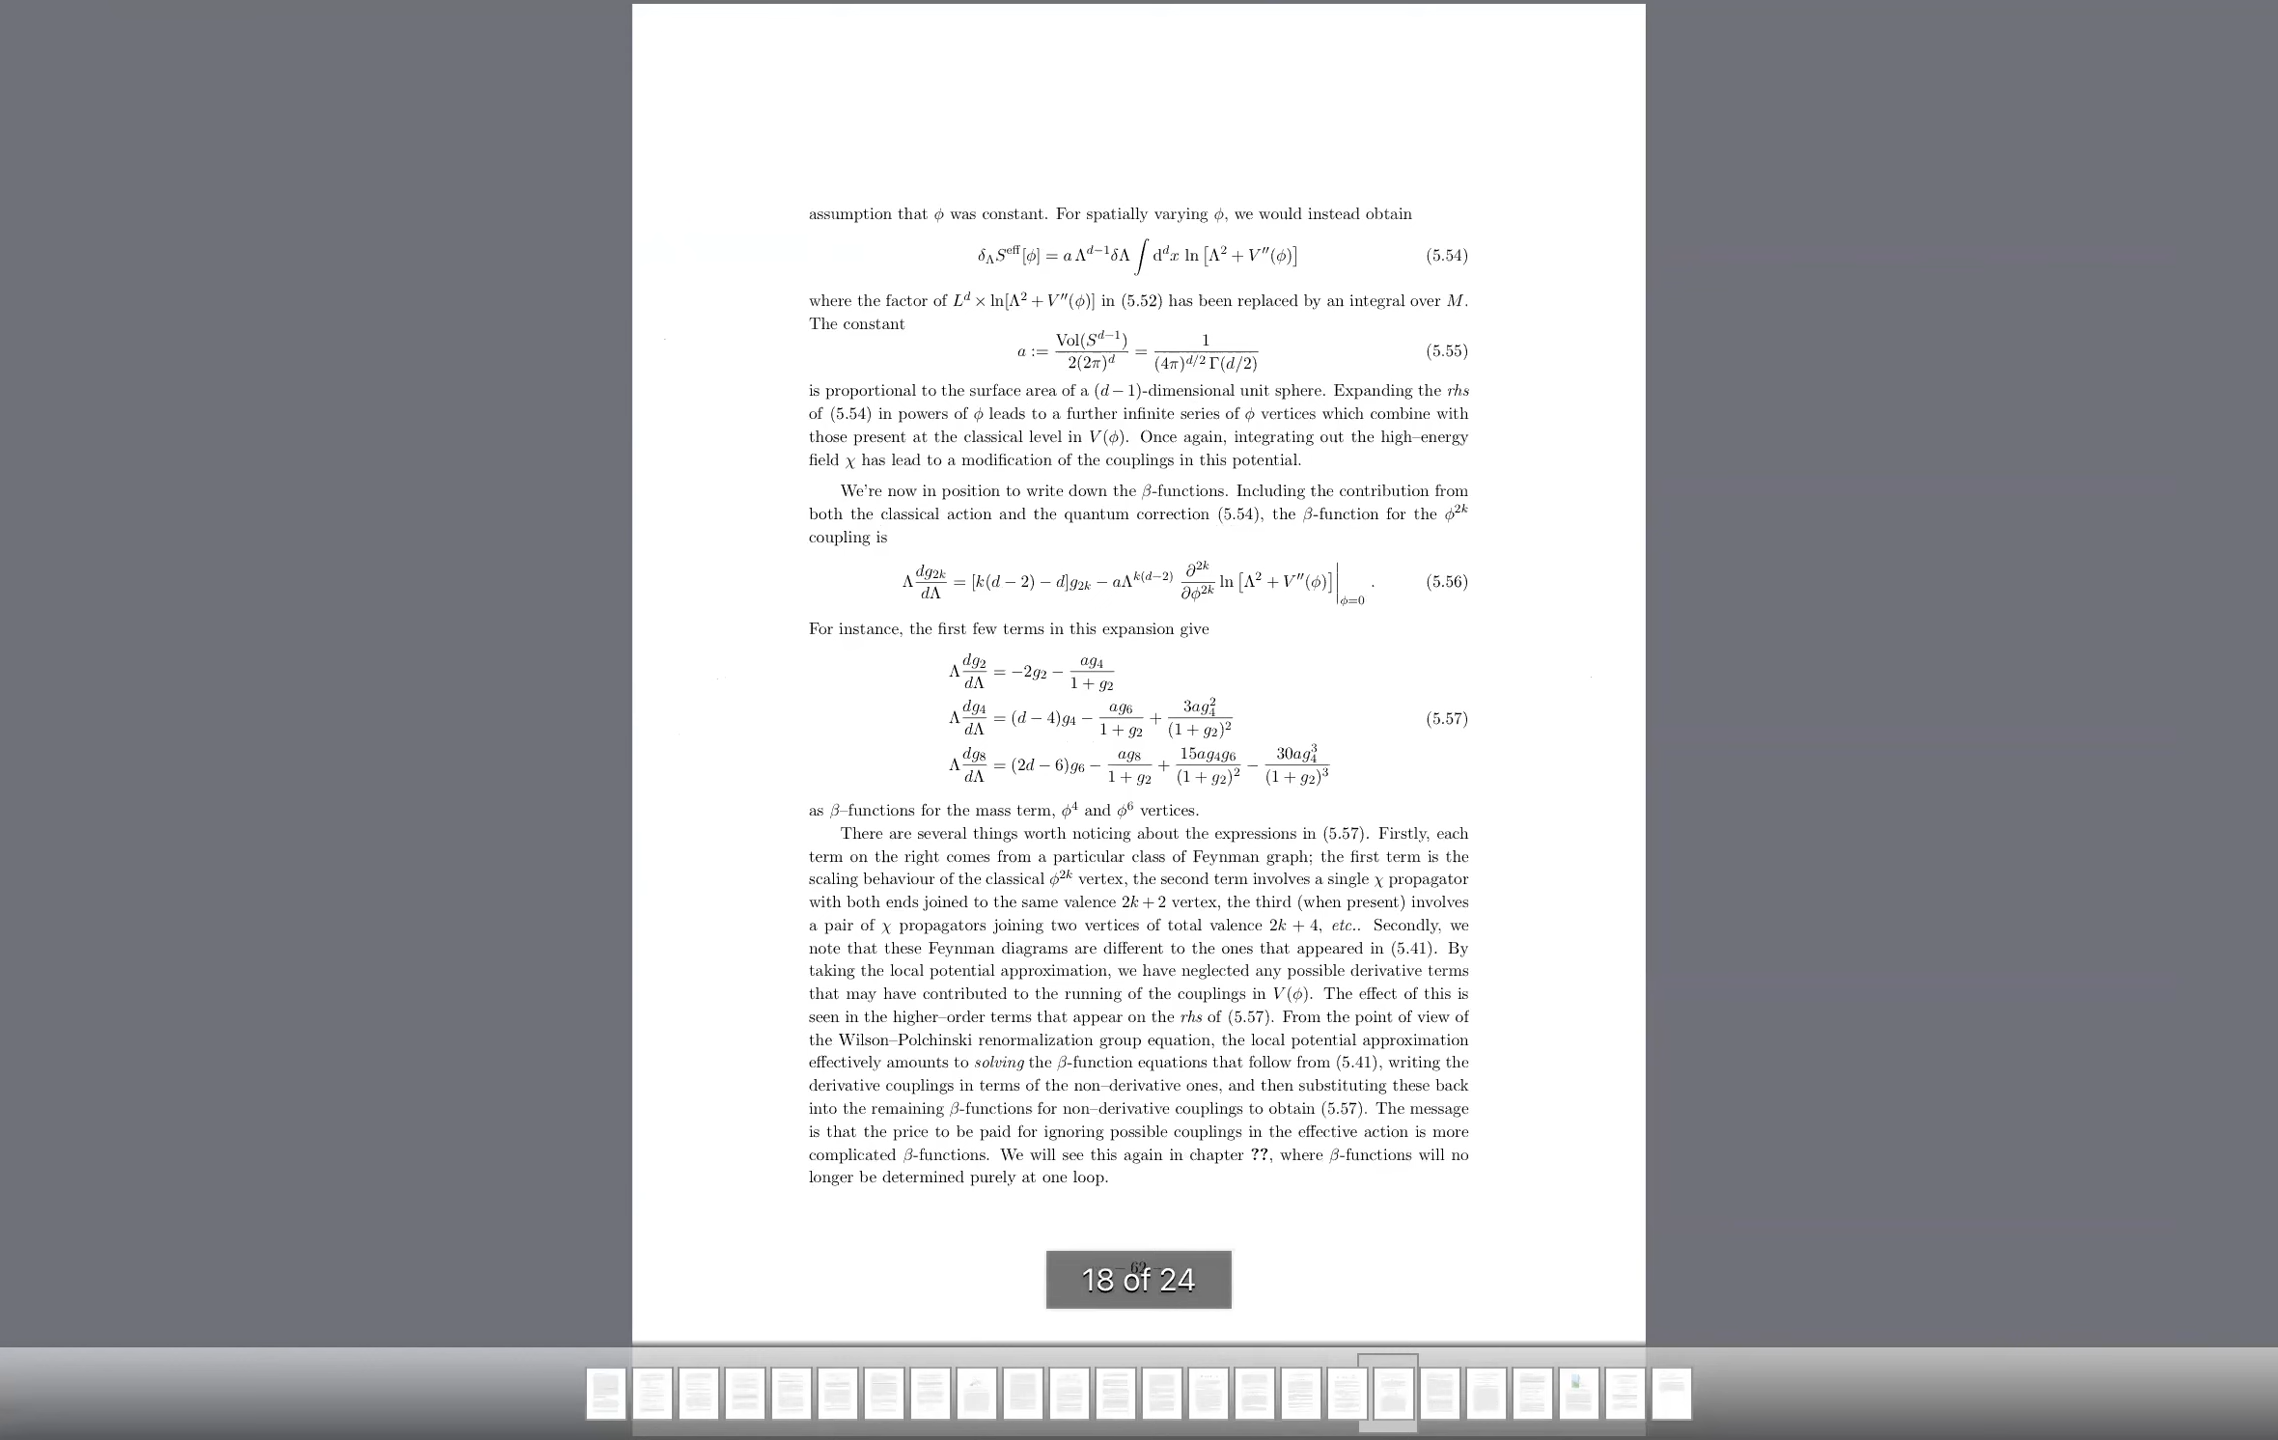 assumption that ϕ was constant. For spatially varying ϕ, we would instead obtain
δ_Λ S^eff[ϕ] = a Λ^{d−1} δΛ ∫ d^d x ln [Λ² + V′′(ϕ)] (5.54)
where the factor of L^d × ln[Λ² + V′′(ϕ)] in (5.52) has been replaced by an integral over M.
The constant
a := Vol(S^{d−1}) / 2(2π)^d = 1 / (4π)^{d/2} Γ(d/2) (5.55)
is proportional to the surface area of a (d − 1)-dimensional unit sphere. Expanding the rhs
of (5.54) in powers of ϕ leads to a further infinite series of ϕ vertices which combine with
those present at the classical level in V(ϕ). Once again, integrating out the high–energy
field χ has lead to a modification of the couplings in this potential.
We're now in position to write down the β-functions. Including the contribution from
both the classical action and the quantum correction (5.54), the β-function for the ϕ^{2k}
coupling is
Λ dg_{2k}/dΛ = [k(d − 2) − d]g_{2k} − aΛ^{k(d−2)} ∂^{2k}/∂ϕ^{2k} ln [Λ² + V′′(ϕ)]|_{ϕ=0} . (5.56)
For instance, the first few terms in this expansion give
Λ dg₂/dΛ = −2g₂ − ag₄/(1 + g₂)
Λ dg₄/dΛ = (d − 4)g₄ − ag₆/(1 + g₂) + 3ag₄²/(1 + g₂)² (5.57)
Λ dg₈/dΛ = (2d − 6)g₆ − ag₈/(1 + g₂) + 15ag₄g₆/(1 + g₂)² − 30ag₄³/(1 + g₂)³
as β–functions for the mass term, ϕ⁴ and ϕ⁶ vertices.
There are several things worth noticing about the expressions in (5.57). Firstly, each
term on the right comes from a particular class of Feynman graph; the first term is the
scaling behaviour of the classical ϕ^{2k} vertex, the second term involves a single χ propagator
with both ends joined to the same valence 2k + 2 vertex, the third (when present) involves
a pair of χ propagators joining two vertices of total valence 2k + 4, etc.. Secondly, we
note that these Feynman diagrams are different to the ones that appeared in (5.41). By
taking the local potential approximation, we have neglected any possible derivative terms
that may have contributed to the running of the couplings in V(ϕ). The effect of this is
seen in the higher–order terms that appear on the rhs of (5.57). From the point of view of
the Wilson–Polchinski renormalization group equation, the local potential approximation
effectively amounts to solving the β-function equations that follow from (5.41), writing the
derivative couplings in terms of the non–derivative ones, and then substituting these back
into the remaining β-functions for non–derivative couplings to obtain (5.57). The message
is that the price to be paid for ignoring possible couplings in the effective action is more
complicated β-functions. We will see this again in chapter ??, where β-functions will no
longer be determined purely at one loop.
18 of 24